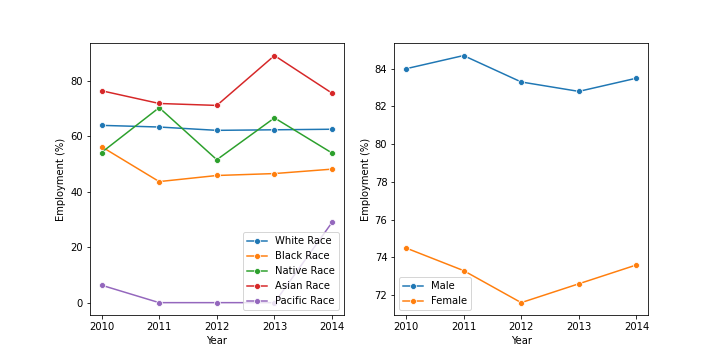 Employment (%)
80
60
40
20
0
2010 2011 2012 2013 2014
Year
White Race
Black Race
Native Race
Asian Race
Pacific Race
Employment (%)
84
82
80
78
76
74
72
2010 2011 2012 2013 2014
Year
Male
Female